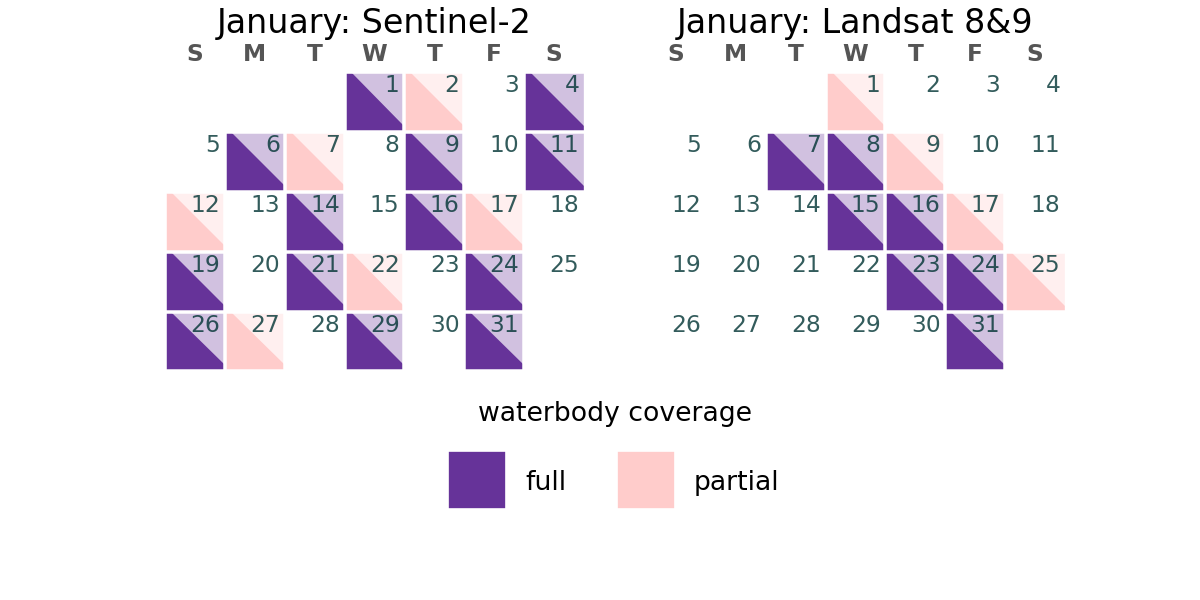 January: Sentinel-2
S M T W T F S
1 2 3 4
5 6 7 8 9 10 11
12 13 14 15 16 17 18
19 20 21 22 23 24 25
26 27 28 29 30 31
January: Landsat 8&9
S M T W T F S
1 2 3 4
5 6 7 8 9 10 11
12 13 14 15 16 17 18
19 20 21 22 23 24 25
26 27 28 29 30 31
waterbody coverage
full partial